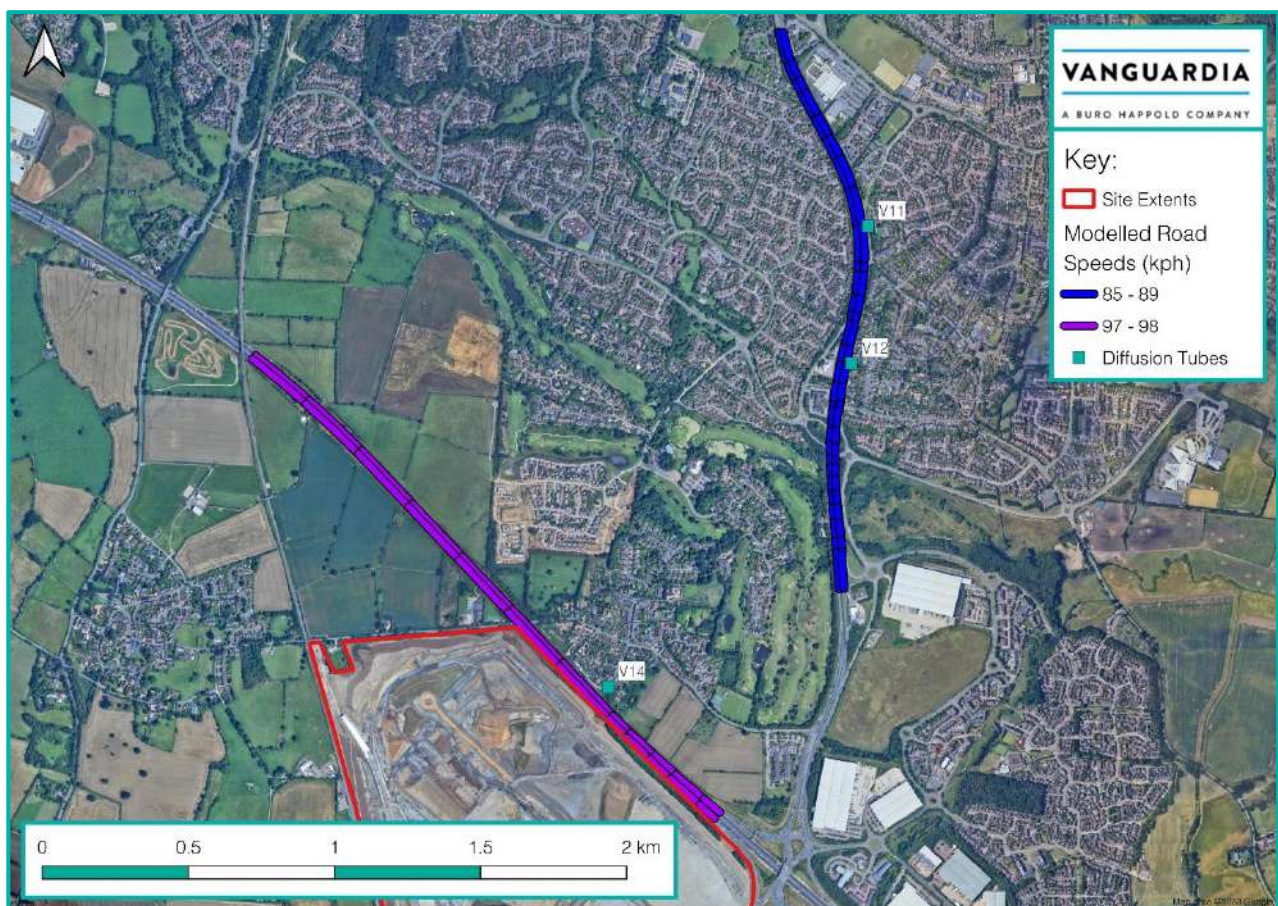 VANGUARDIA
A BURO HAPPOLD COMPANY
Key:
Site Extents
Modelled Road
Speeds (kph)
85 - 89
97 - 98
Diffusion Tubes
V11
V12
V14
0 0.5 1 1.5 2 km